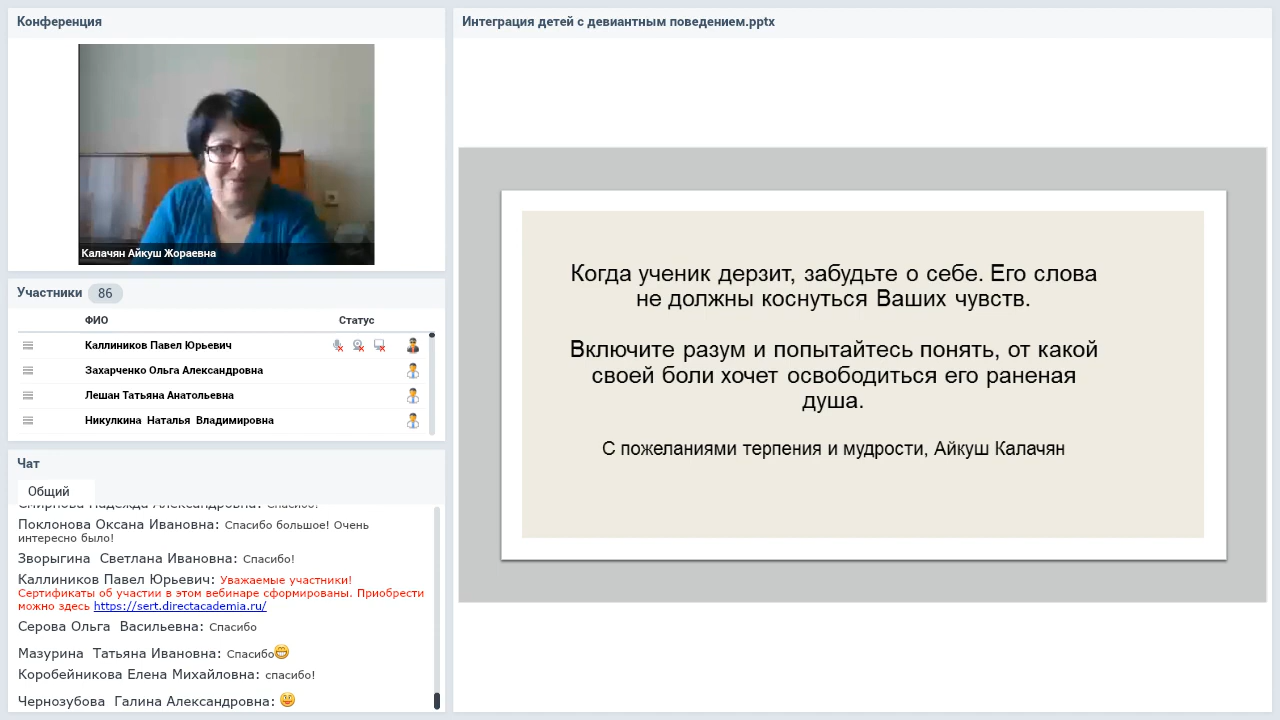 Конференция
Калачян Айкуш Жораевна
Участники 86
ФИО Статус
Каллиников Павел Юрьевич
Захарченко Ольга Александровна
Лешан Татьяна Анатольевна
Никулкина Наталья Владимировна
Чат
Общий
Смирнова Надежда Александровна: Спасибо!
Поклонова Оксана Ивановна: Спасибо большое! Очень
интересно было!
Зворыгина Светлана Ивановна: Спасибо!
Каллиников Павел Юрьевич: Уважаемые участники!
Сертификаты об участии в этом вебинаре сформированы. Приобрести
можно здесь https://sert.directacademia.ru/
Серова Ольга Васильевна: Спасибо
Мазурина Татьяна Ивановна: Спасибо
Коробейникова Елена Михайловна: спасибо!
Чернозубова Галина Александровна:
Интеграция детей с девиантным поведением.pptx
Когда ученик дерзит, забудьте о себе. Его слова
не должны коснуться Ваших чувств.
Включите разум и попытайтесь понять, от какой
своей боли хочет освободиться его раненая
душа.
С пожеланиями терпения и мудрости, Айкуш Калачян